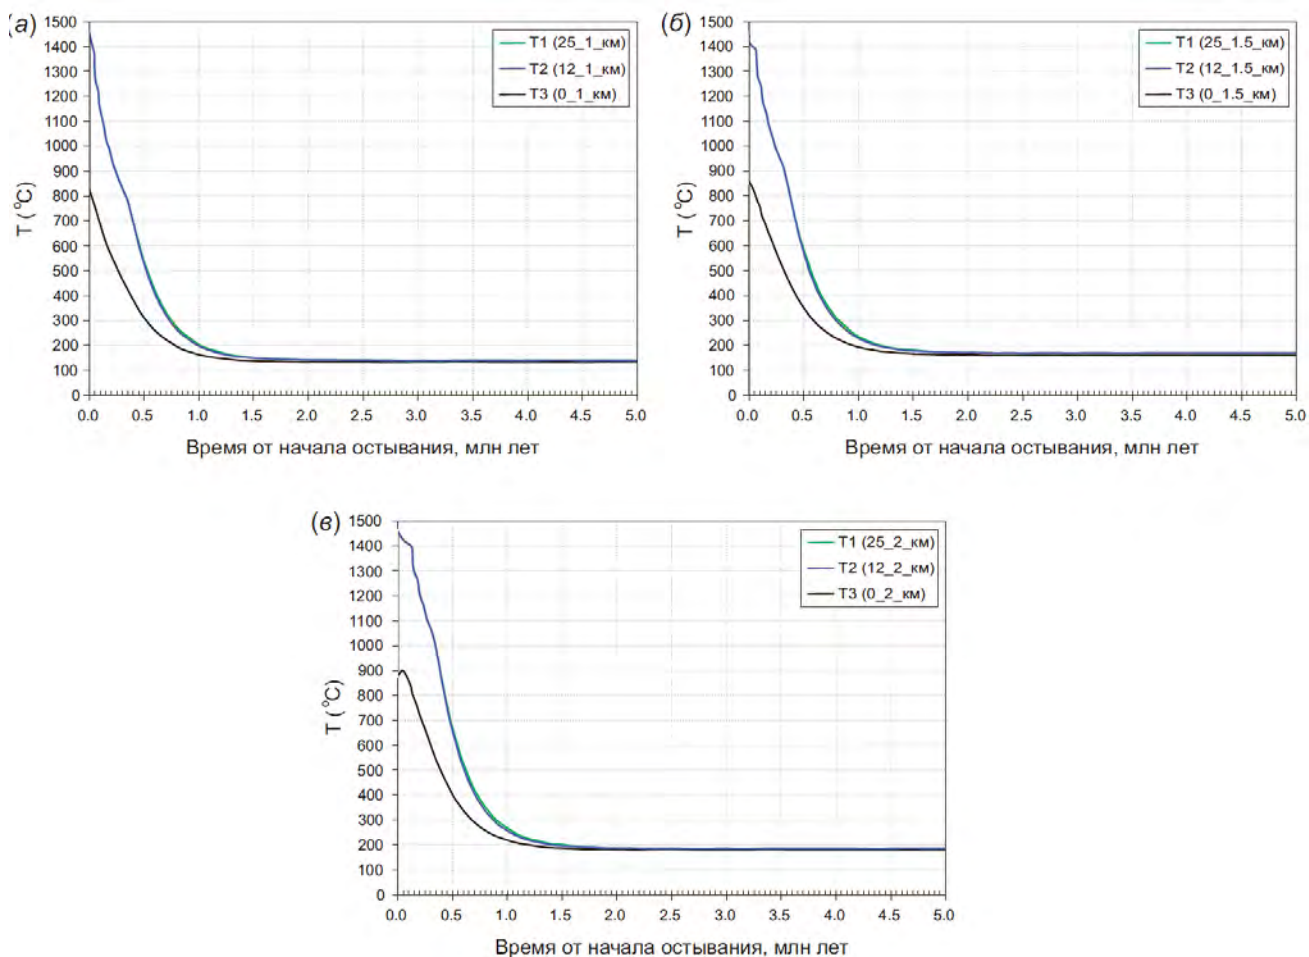 (а)
1500
1400
1300
1200
1100
1000
900
800
700
600
500
400
300
200
100
0
T (°C)
T1 (25_1_км)
T2 (12_1_км)
T3 (0_1_км)
0.0 0.5 1.0 1.5 2.0 2.5 3.0 3.5 4.0 4.5 5.0
Время от начала остывания, млн лет
(б)
1500
1400
1300
1200
1100
1000
900
800
700
600
500
400
300
200
100
0
T (°C)
T1 (25_1.5_км)
T2 (12_1.5_км)
T3 (0_1.5_км)
0.0 0.5 1.0 1.5 2.0 2.5 3.0 3.5 4.0 4.5 5.0
Время от начала остывания, млн лет
(в)
1500
1400
1300
1200
1100
1000
900
800
700
600
500
400
300
200
100
0
T (°C)
T1 (25_2_км)
T2 (12_2_км)
T3 (0_2_км)
0.0 0.5 1.0 1.5 2.0 2.5 3.0 3.5 4.0 4.5 5.0
Время от начала остывания, млн лет